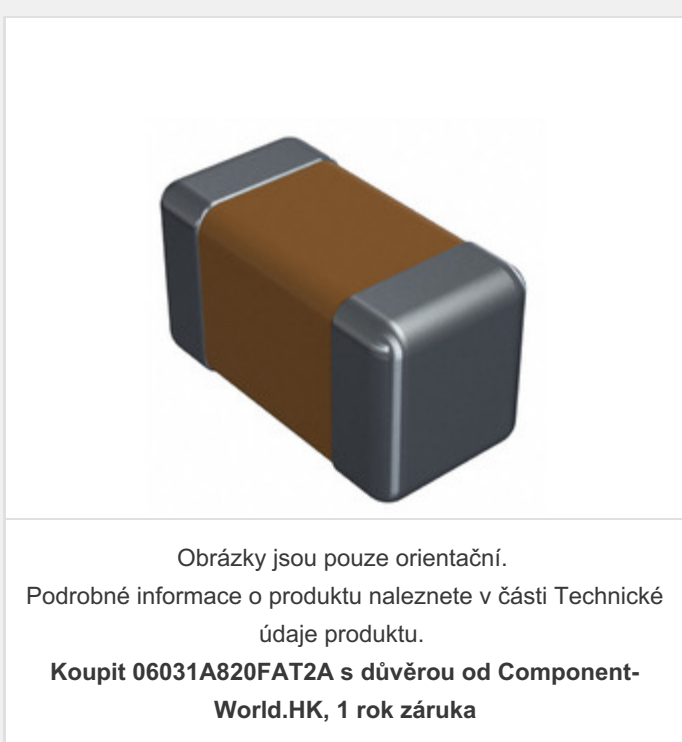 Obrázky jsou pouze orientační.
Podrobné informace o produktu naleznete v části Technické
údaje produktu.
Koupit 06031A820FAT2A s důvěrou od Component-
World.HK, 1 rok záruka